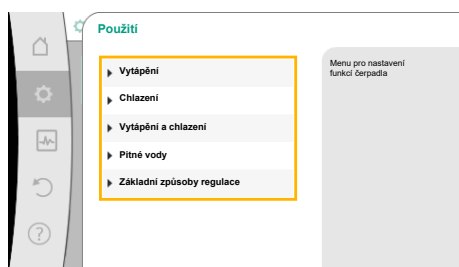 Použití
Vytápění
Chlazení
Vytápění a chlazení
Pitné vody
Základní způsoby regulace
Menu pro nastavení
funkcí čerpadla